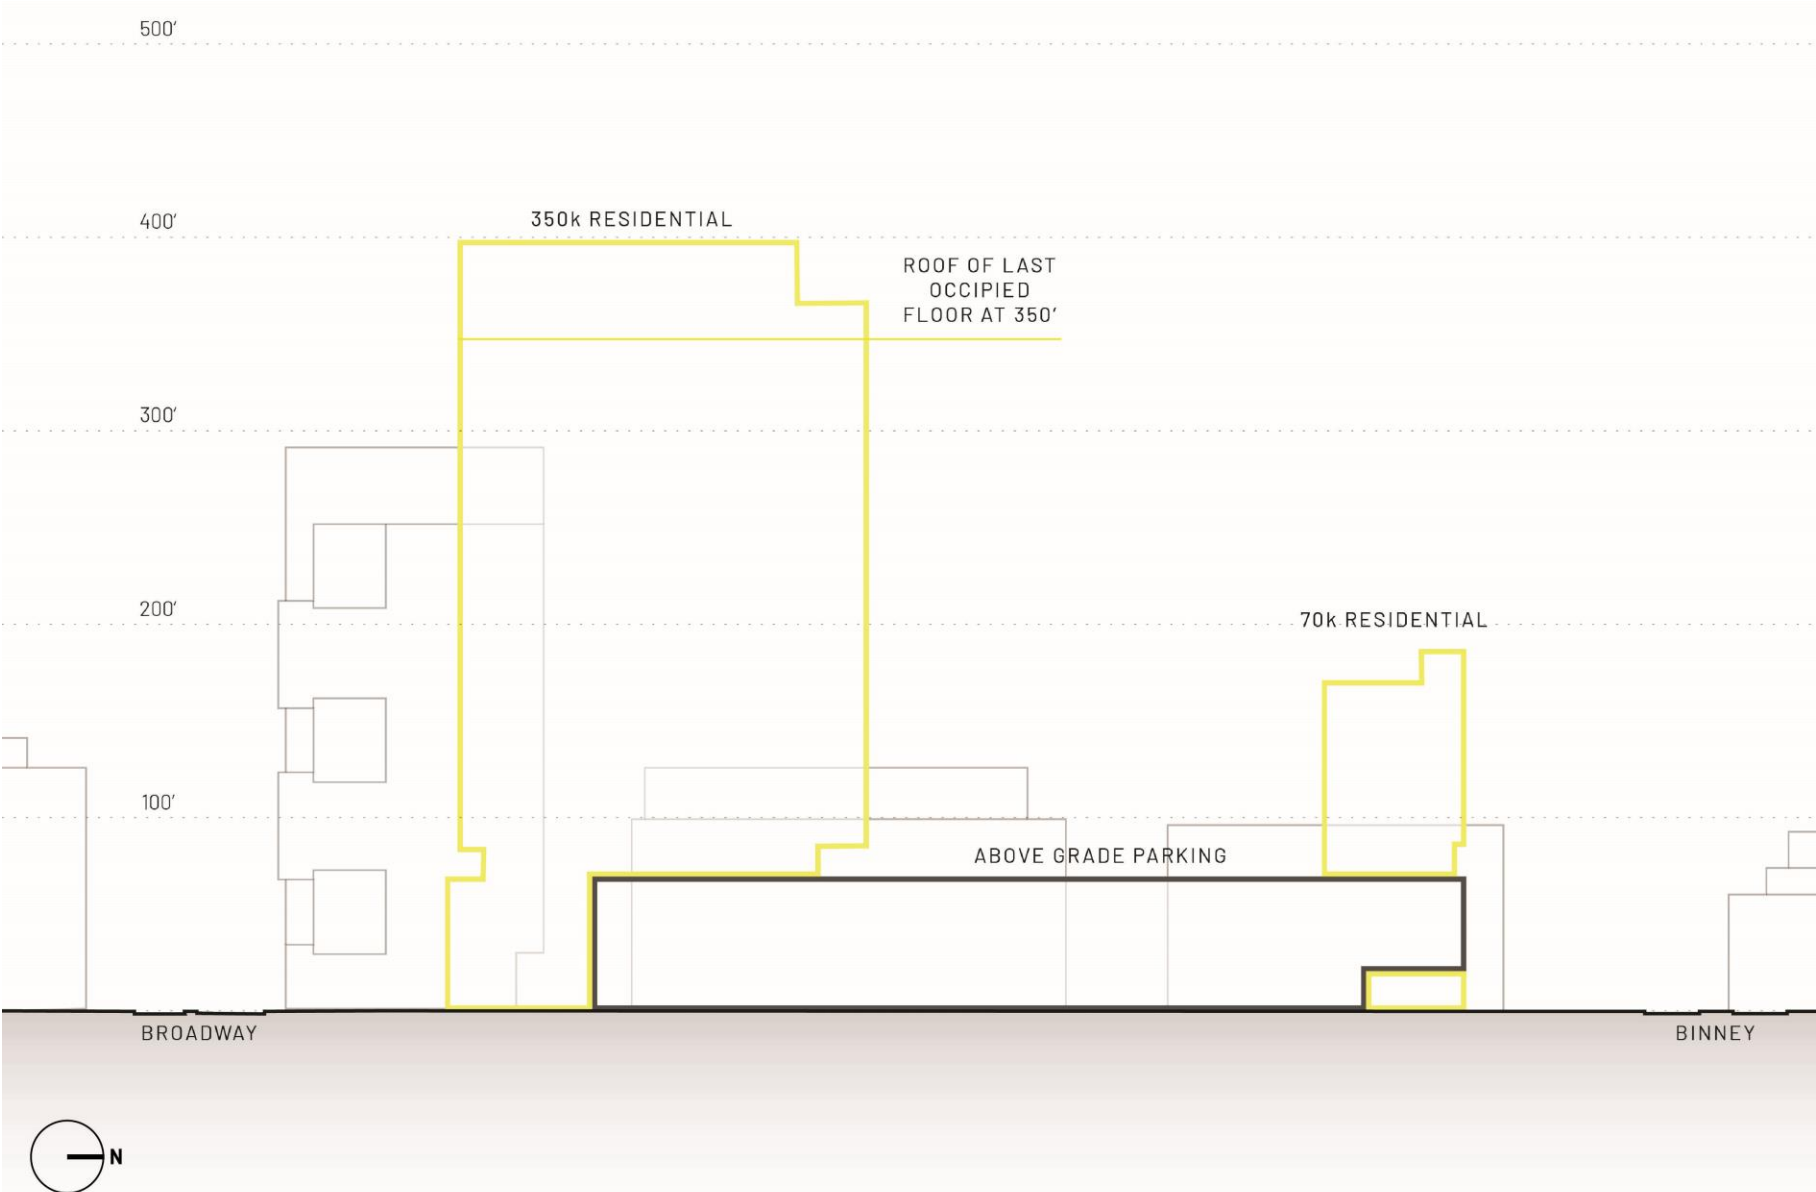 500'
400'
350k RESIDENTIAL
ROOF OF LAST
OCCIPIED
FLOOR AT 350'
300'
200'
70k RESIDENTIAL
100'
ABOVE GRADE PARKING
BROADWAY
BINNEY
N